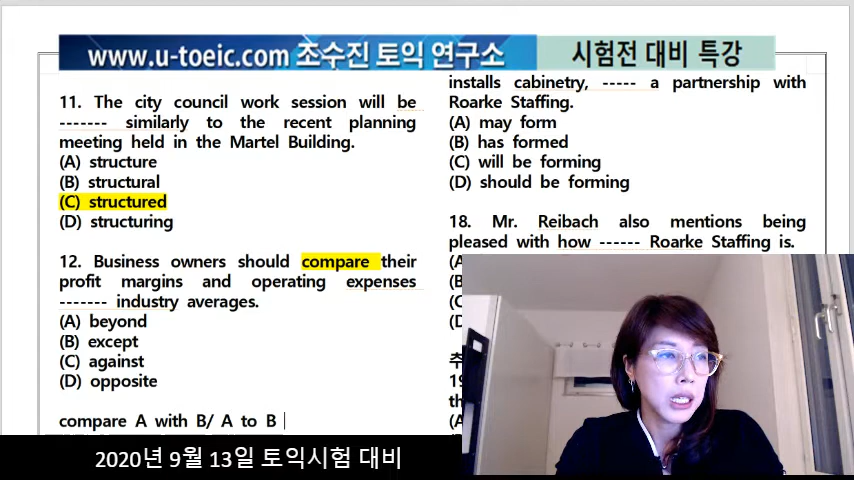 www.u-toeic.com 조수진 토익 연구소
시험전 대비 특강
11. The city council work session will be
------- similarly to the recent planning
meeting held in the Martel Building.
(A) structure
(B) structural
(C) structured
(D) structuring
12. Business owners should compare their
profit margins and operating expenses
------- industry averages.
(A) beyond
(B) except
(C) against
(D) opposite
compare A with B/ A to B
installs cabinetry, ----- a partnership with
Roarke Staffing.
(A) may form
(B) has formed
(C) will be forming
(D) should be forming
18. Mr. Reibach also mentions being
pleased with how ------ Roarke Staffing is.
2020년 9월 13일 토익시험 대비